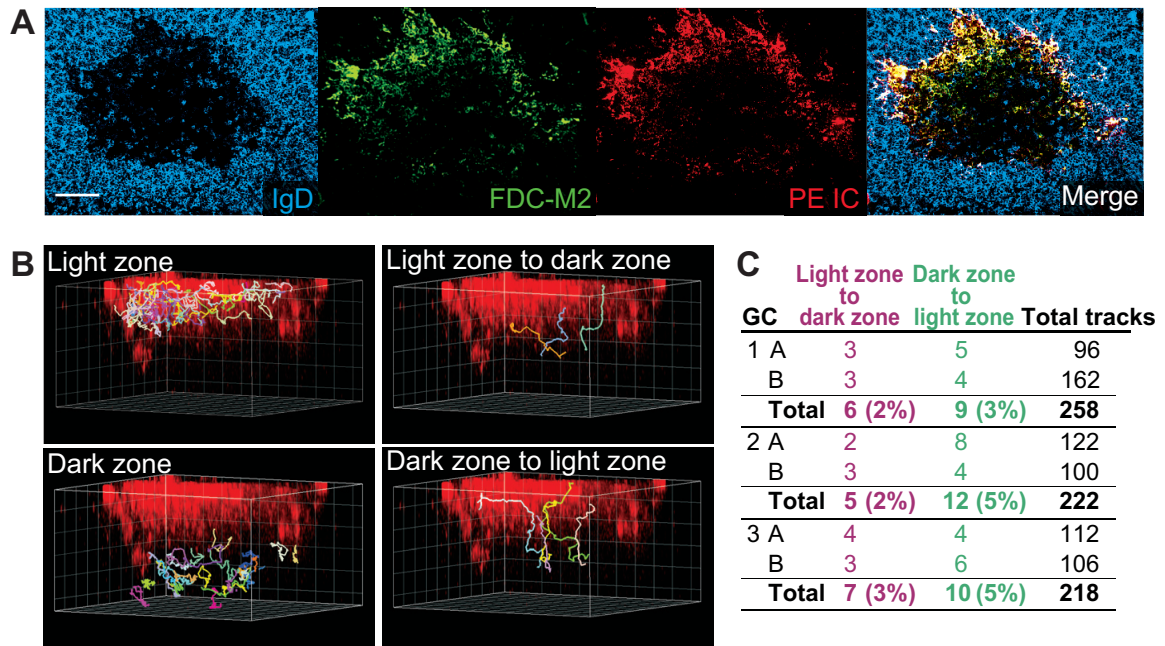 A
IgD
FDC-M2
PE IC
Merge
B
Light zone
Light zone to dark zone
Dark zone
Dark zone to light zone
C
GC Light zone to dark zone Dark zone to light zone Total tracks
1 A 3 5 96
B 3 4 162
Total 6 (2%) 9 (3%) 258
2 A 2 8 122
B 3 4 100
Total 5 (2%) 12 (5%) 222
3 A 4 4 112
B 3 6 106
Total 7 (3%) 10 (5%) 218